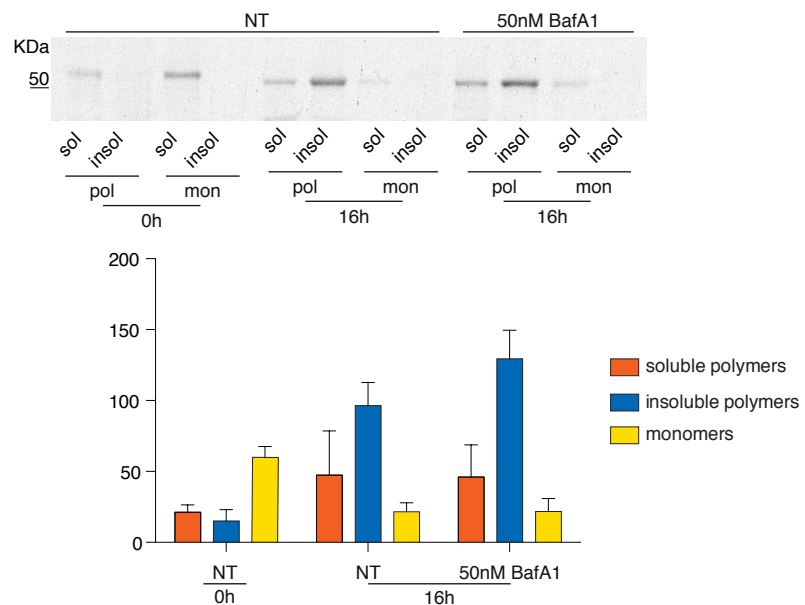 NT 50nM BafA1
KDa
50
sol insol sol insol sol insol sol insol sol insol sol insol
pol mon pol mon pol mon
0h 16h 16h
200
150
100
50
0
soluble polymers
insoluble polymers
monomers
NT NT 50nM BafA1
0h 16h